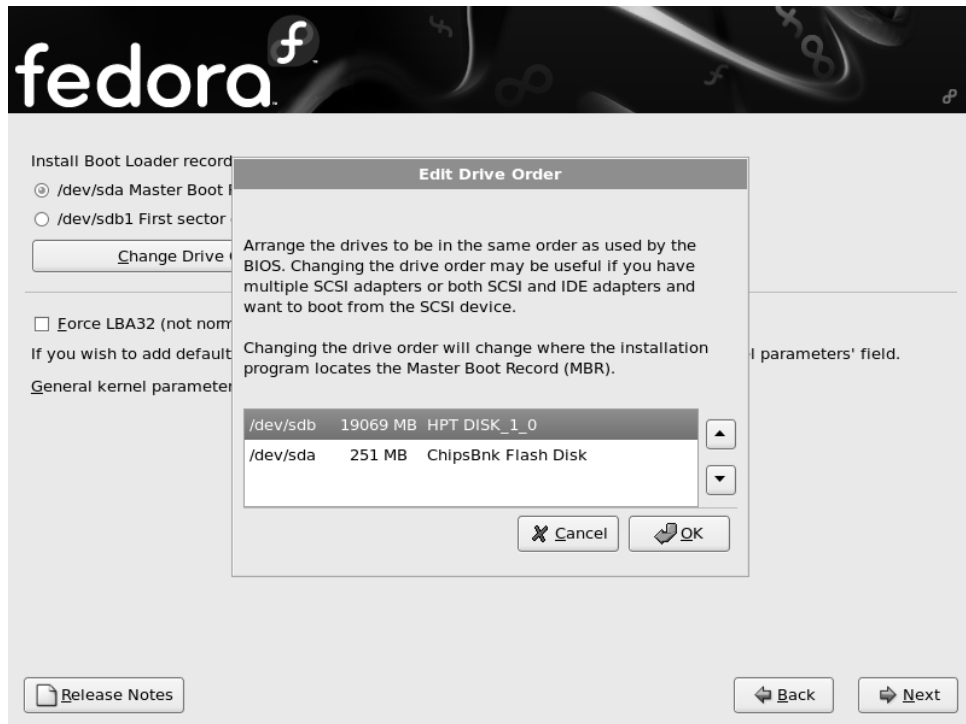 fedora
Install Boot Loader record
/dev/sda Master Boot
/dev/sdb1 First sector
Change Drive
Force LBA32 (not
If you wish to add default
l parameters' field.
General kernel
Edit Drive Order
Arrange the drives to be in the same order as used by the
BIOS. Changing the drive order may be useful if you have
multiple SCSI adapters or both SCSI and IDE adapters and
want to boot from the SCSI device.
Changing the drive order will change where the installation
program locates the Master Boot Record (MBR).
/dev/sdb 19069 MB HPT DISK_1_0
/dev/sda 251 MB ChipsBnk Flash Disk
Cancel
OK
Release Notes
Back
Next